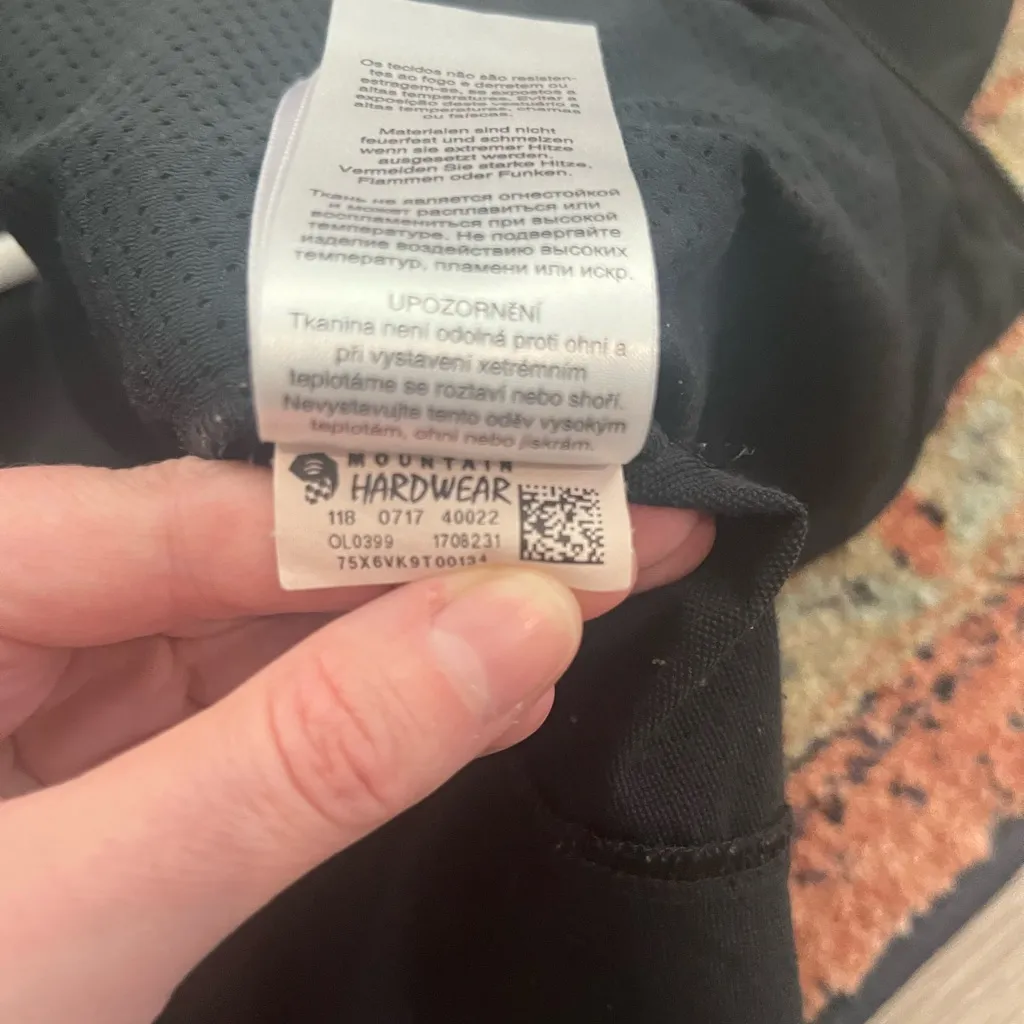 Os tecidos não são resisten-
tes ao fogo e derretem ou
estragem-se, se expostos a
altas temperaturas. Evitar a
exposição deste vestuário a
altas temperaturas, chamas
ou faíscas.
Materialen sind nicht
feuerfest und schmelzen
wenn sie extremer Hitze
ausgesetzt werden.
Vermeiden Sie starke Hitze,
Flammen oder Funken.
Ткань не является огнестойкой
и может расплавиться или
воспламениться при высокой
температуре. Не подвергайте
изделие воздействию высоких
температур, пламени или искр.
UPOZORNĚNÍ
Tkanina není odolná proti ohni a
při vystavení xetrémním
teplotáme se roztaví nebo shoří.
Nevystavujte tento oděv vysokým
teplotám, ohni nebo jiskrám.
MOUNTAIN
HARDWEAR
118 0717 40022
OL0399 1708231
75X6VK9T00134